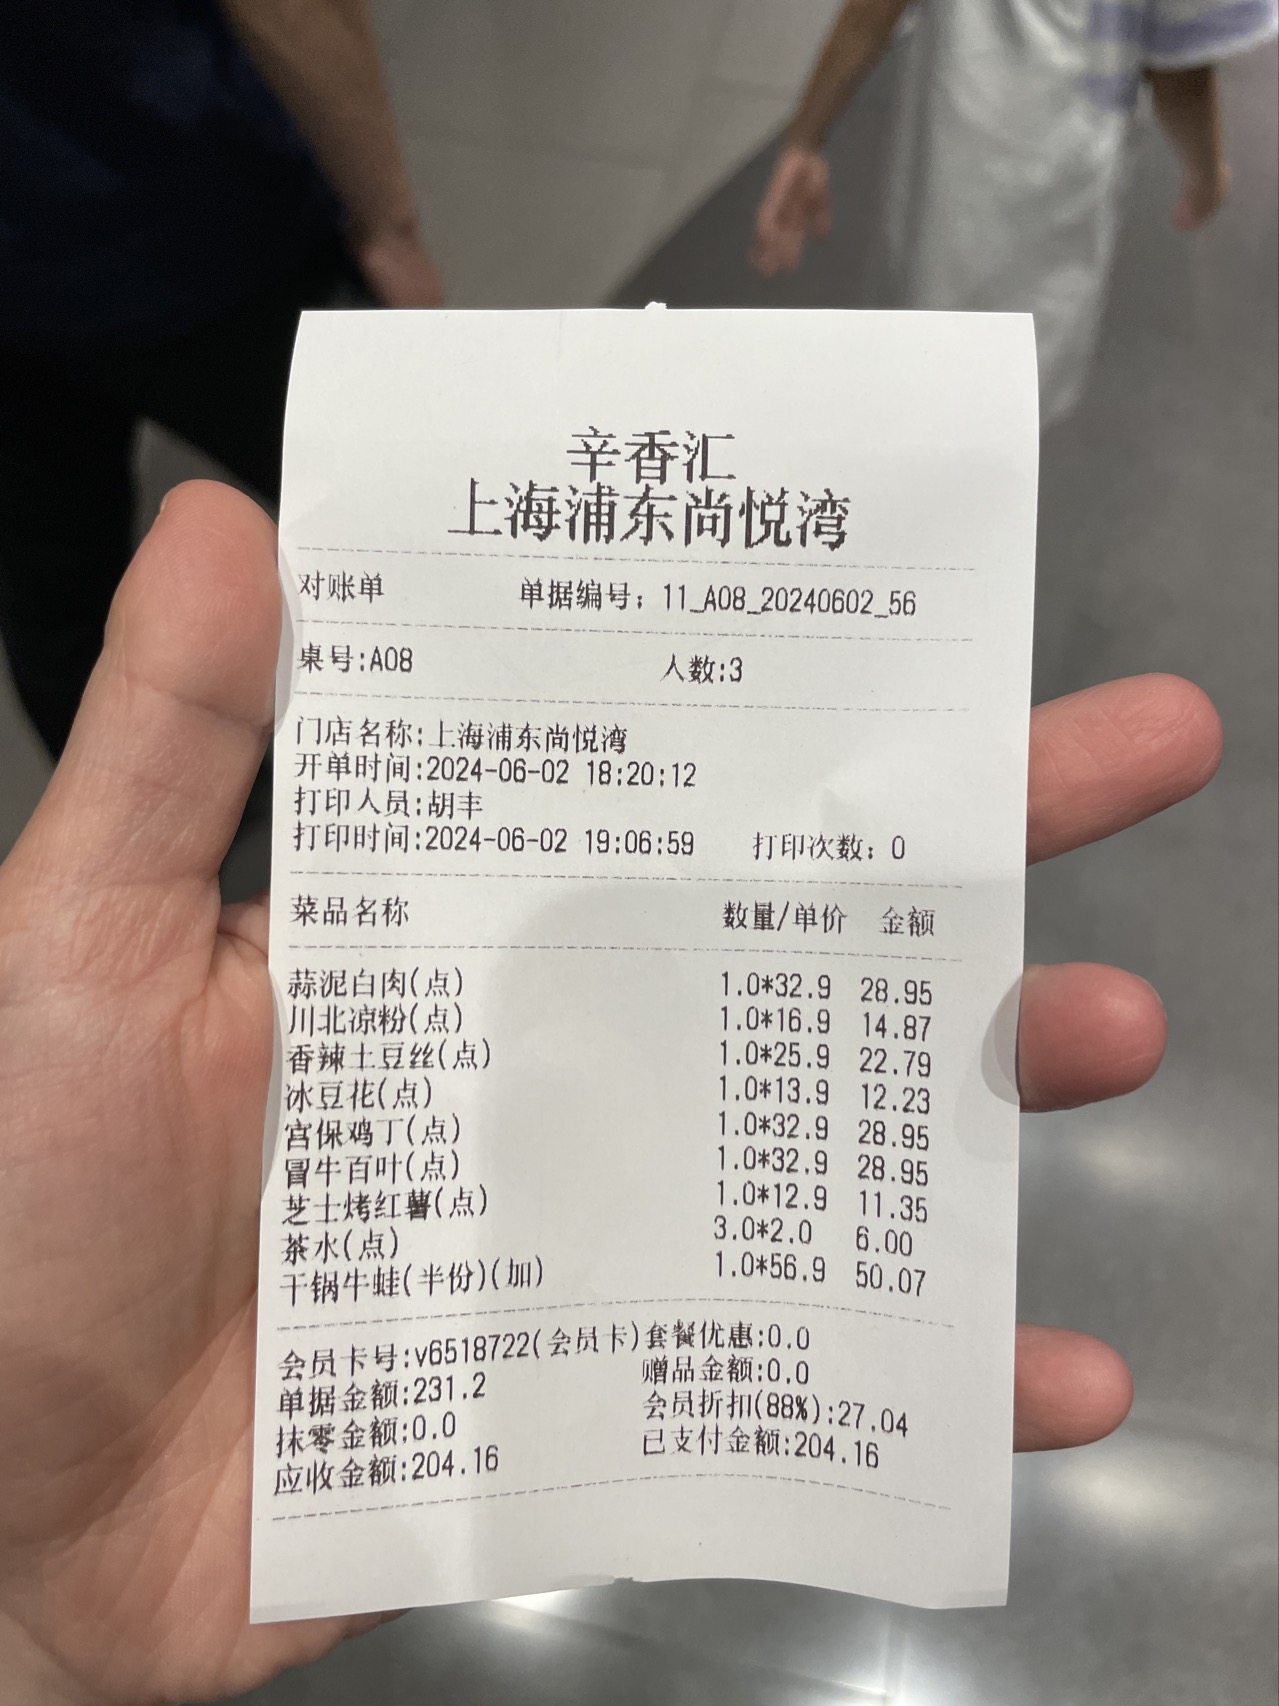 辛香汇
上海浦东尚悦湾
对账单 单据编号：11_A08_20240602_56
桌号:A08 人数:3
门店名称:上海浦东尚悦湾
开单时间:2024-06-02 18:20:12
打印人员:胡丰
打印时间:2024-06-02 19:06:59 打印次数：0
菜品名称 数量/单价 金额
蒜泥白肉(点) 1.0*32.9 28.95
川北凉粉(点) 1.0*16.9 14.87
香辣土豆丝(点) 1.0*25.9 22.79
冰豆花(点) 1.0*13.9 12.23
宫保鸡丁(点) 1.0*32.9 28.95
冒牛百叶(点) 1.0*32.9 28.95
芝士烤红薯(点) 1.0*12.9 11.35
茶水(点) 3.0*2.0 6.00
干锅牛蛙(半份)(加) 1.0*56.9 50.07
会员卡号:v6518722(会员卡) 套餐优惠:0.0
单据金额:231.2 赠品金额:0.0
抹零金额:0.0 会员折扣(88%):27.04
应收金额:204.16 已支付金额:204.16